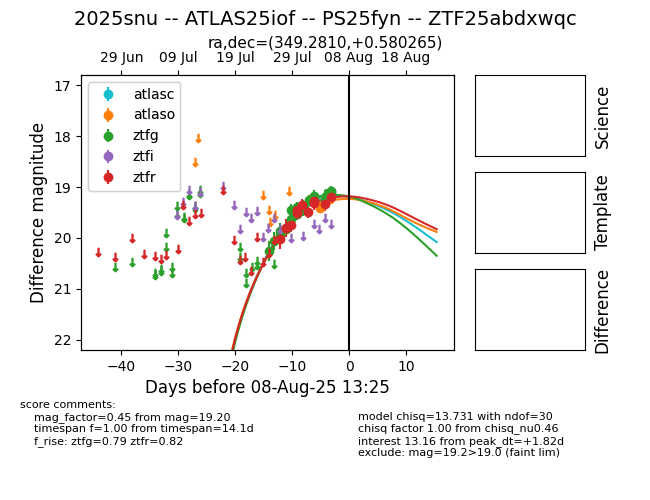 2025snu -- ATLAS25iof -- PS25fyn -- ZTF25abdxwqc
ra,dec=(349.2810,+0.580265)
29 Jun 09 Jul 19 Jul 29 Jul 08 Aug 18 Aug
atlasc
atlaso
ztfg
ztfi
ztfr
17
18
19
20
21
22
Difference magnitude
−40 −30 −20 −10 0 10
Days before 08-Aug-25 13:25
Science
Template
Difference
score comments:
mag_factor=0.45 from mag=19.20
timespan f=1.00 from timespan=14.1d
f_rise: ztfg=0.79 ztfr=0.82
model chisq=13.731 with ndof=30
chisq factor 1.00 from chisq_nu0.46
interest 13.16 from peak_dt=+1.82d
exclude: mag=19.2>19.0 (faint lim)